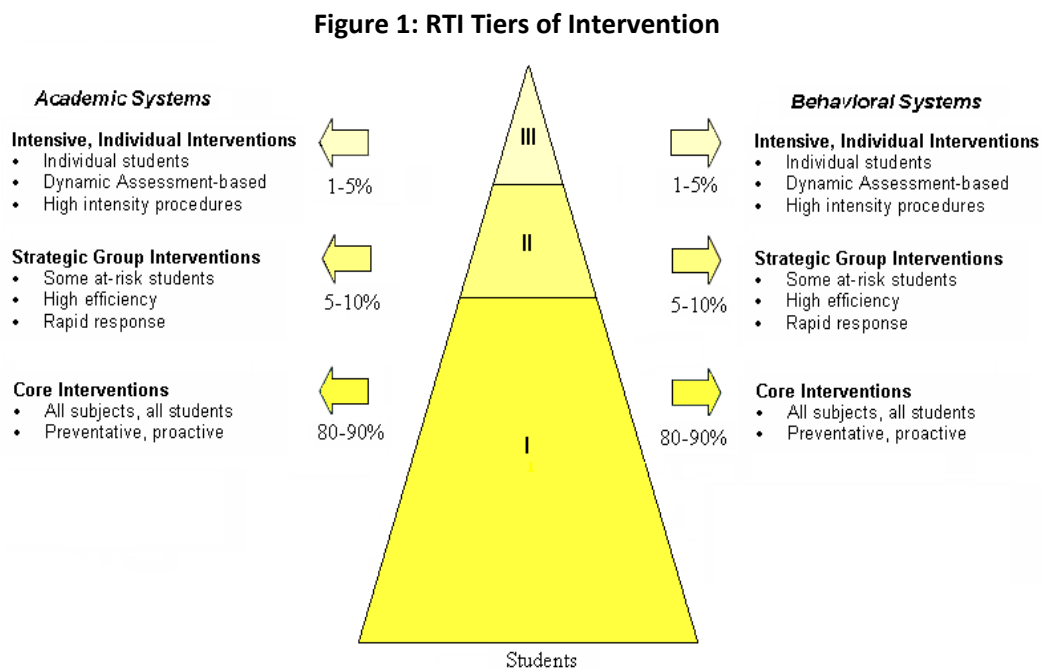 Figure 1: RTI Tiers of Intervention
Academic Systems
Intensive, Individual Interventions
• Individual students
• Dynamic Assessment-based
• High intensity procedures
1-5%
Strategic Group Interventions
• Some at-risk students
• High efficiency
• Rapid response
5-10%
Core Interventions
• All subjects, all students
• Preventative, proactive
80-90%
III
II
I
Students
Behavioral Systems
1-5%
Intensive, Individual Interventions
• Individual students
• Dynamic Assessment-based
• High intensity procedures
5-10%
Strategic Group Interventions
• Some at-risk students
• High efficiency
• Rapid response
80-90%
Core Interventions
• All subjects, all students
• Preventative, proactive